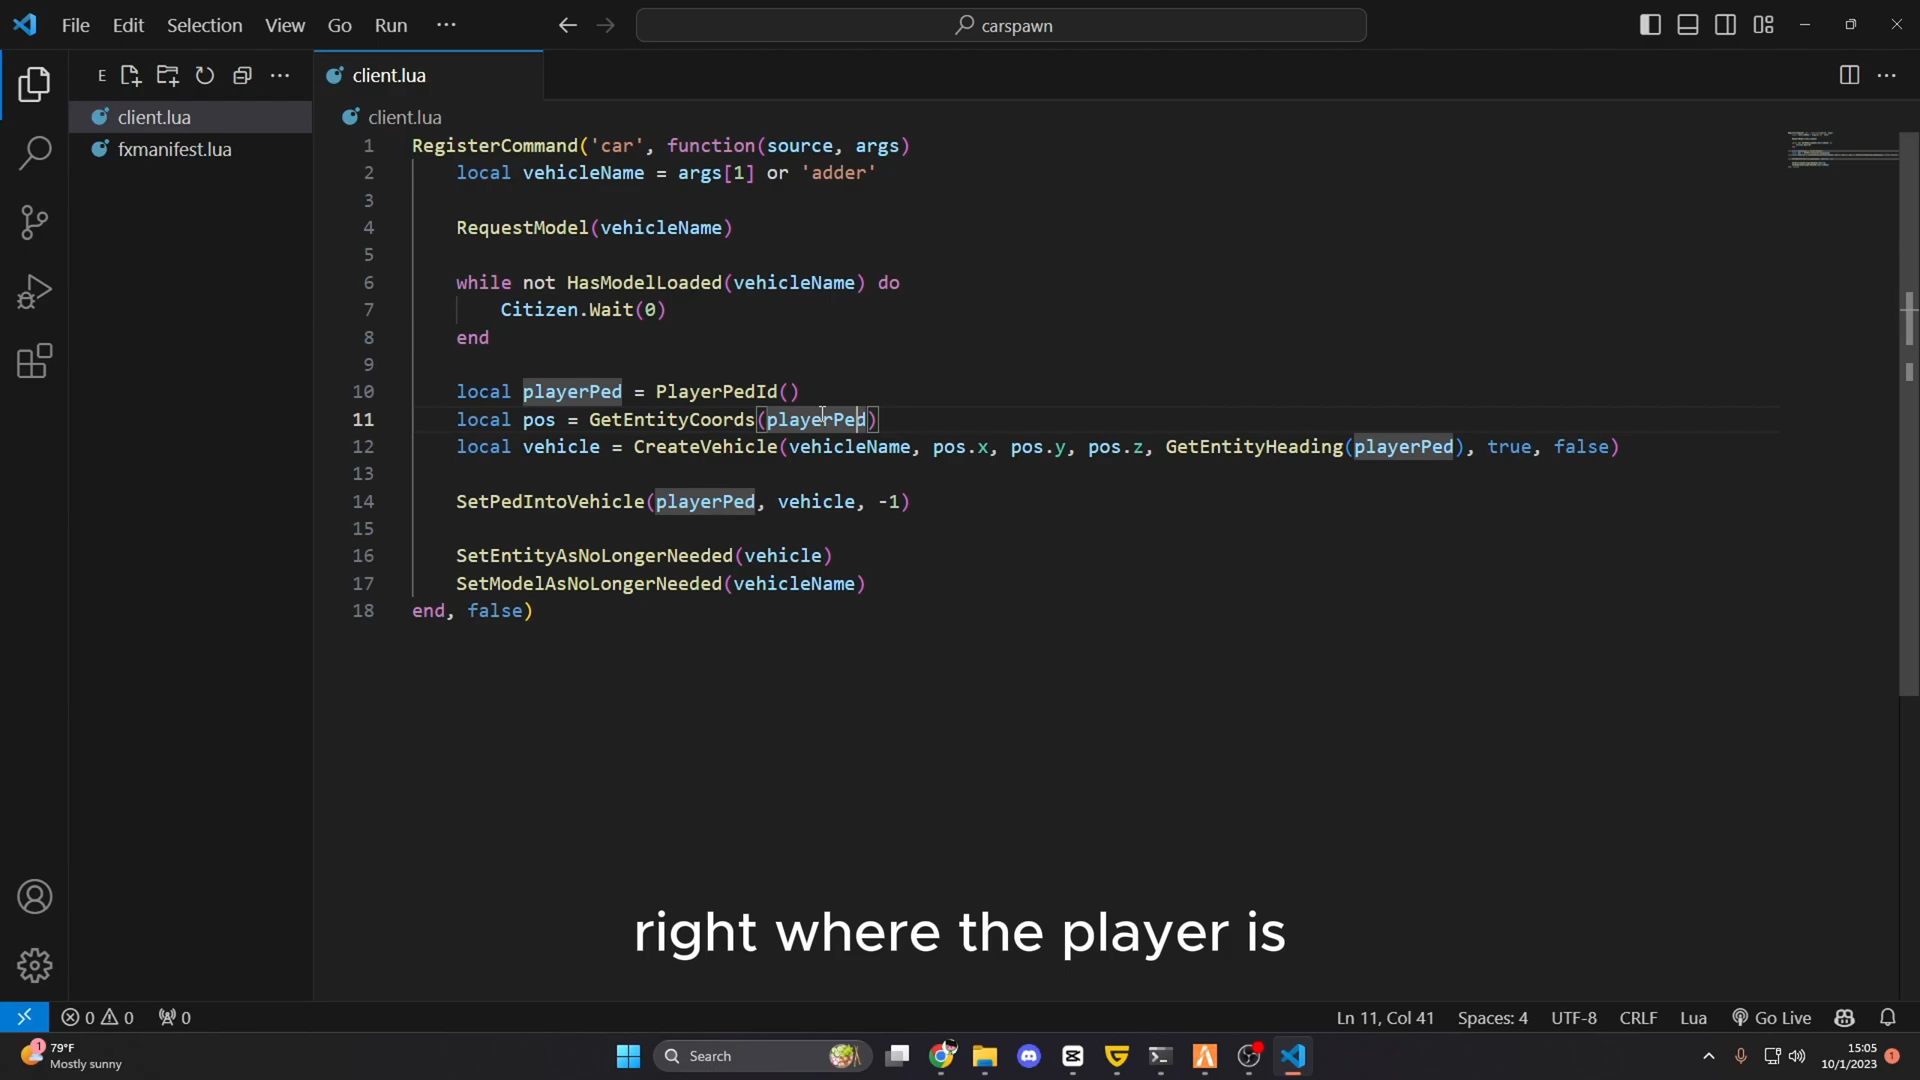 File Edit Selection View Go Run ···
carspawn
E
client.lua
client.lua
fxmanifest.lua
client.lua
1 RegisterCommand('car', function(source, args)
2 local vehicleName = args[1] or 'adder'
3
4 RequestModel(vehicleName)
5
6 while not HasModelLoaded(vehicleName) do
7 Citizen.Wait(0)
8 end
9
10 local playerPed = PlayerPedId()
11 local pos = GetEntityCoords(playerPed)
12 local vehicle = CreateVehicle(vehicleName, pos.x, pos.y, pos.z, GetEntityHeading(playerPed), true, false)
13
14 SetPedIntoVehicle(playerPed, vehicle, -1)
15
16 SetEntityAsNoLongerNeeded(vehicle)
17 SetModelAsNoLongerNeeded(vehicleName)
18 end, false)
right where the player is
0 0 0 Ln 11, Col 41 Spaces: 4 UTF-8 CRLF Lua Go Live
1
79°F
Mostly sunny
Search
15:05
10/1/2023
1